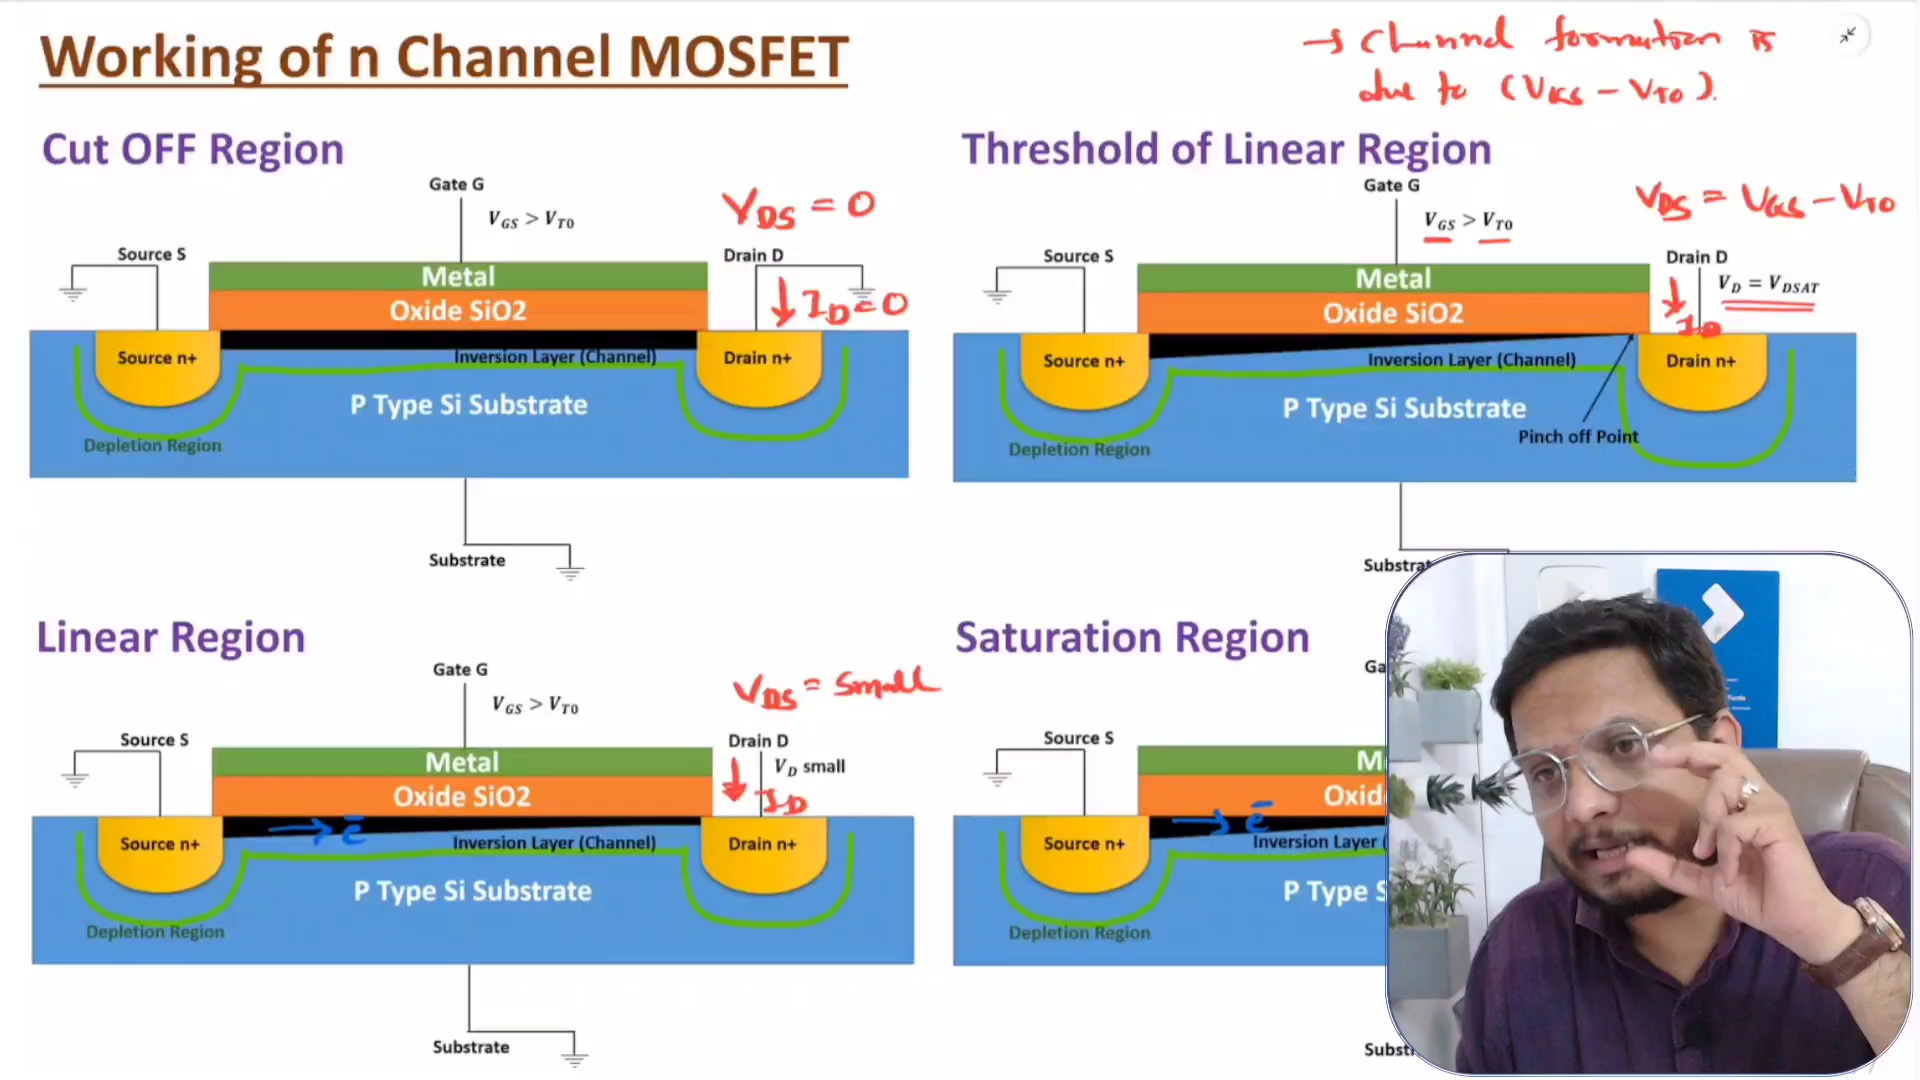 Working of n Channel MOSFET
→ Channel formation is
due to (VGS - VTO).
Cut OFF Region
Gate G
VGS > VT0
VDS = 0
Source S
Drain D
ID = 0
Metal
Oxide SiO2
Source n+
Inversion Layer (Channel)
Drain n+
P Type Si Substrate
Depletion Region
Substrate
Threshold of Linear Region
Gate G
VGS > VT0
VDS = VGS - VTO
Source S
Drain D
VD = VDSAT
ID
Metal
Oxide SiO2
Source n+
Inversion Layer (Channel)
Drain n+
P Type Si Substrate
Pinch off Point
Depletion Region
Linear Region
Gate G
VGS > VT0
VDS = Small
Source S
Drain D
VD small
ID
Metal
Oxide SiO2
e-
Source n+
Inversion Layer (Channel)
Drain n+
P Type Si Substrate
Depletion Region
Substrate
Saturation Region
Source S
e-
Source n+
Inversion Layer
P Type
Depletion Region